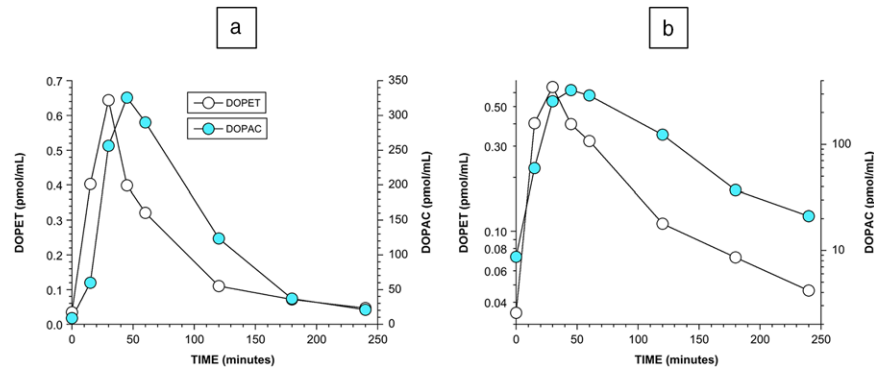 a
b
0.7
0.6
0.5
0.4
0.3
0.2
0.1
0.0
DOPET (pmol/mL)
DOPET
DOPAC
350
300
250
200
150
100
50
0
DOPAC (pmol/mL)
0 50 100 150 200 250
TIME (minutes)
0.50
0.30
0.10
0.08
0.06
0.04
DOPET (pmol/mL)
100
10
DOPAC (pmol/mL)
0 50 100 150 200 250
TIME (minutes)